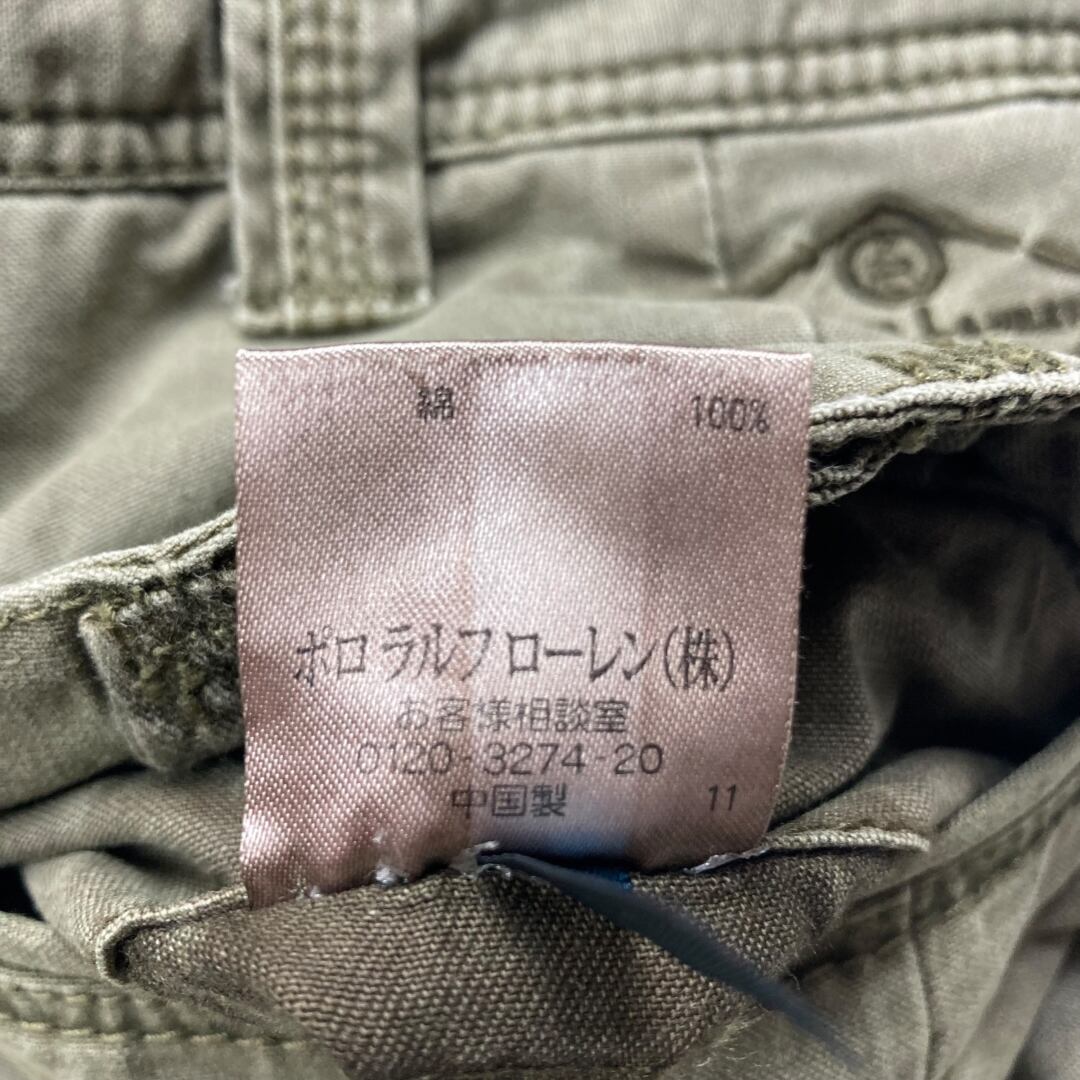 綿 100%
ポロ ラルフ ローレン(株)
お客様相談室
0120-3274-20
中国製 11